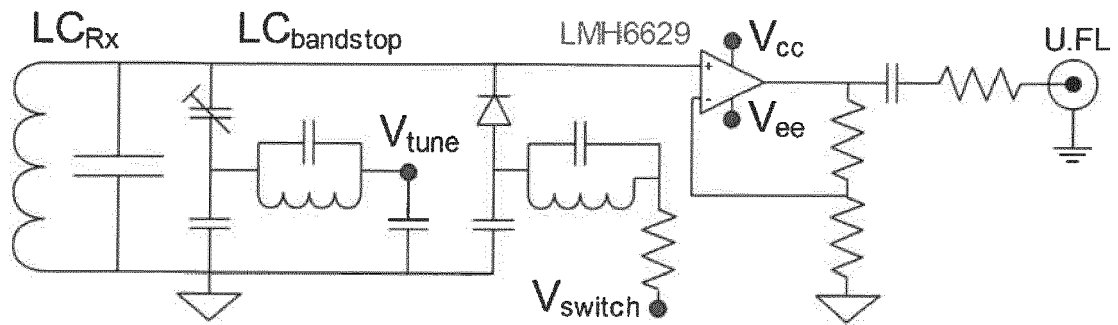 LCRx
LCbandstop
LMH6629
Vcc
U.FL
+
-
Vee
Vtune
Vswitch